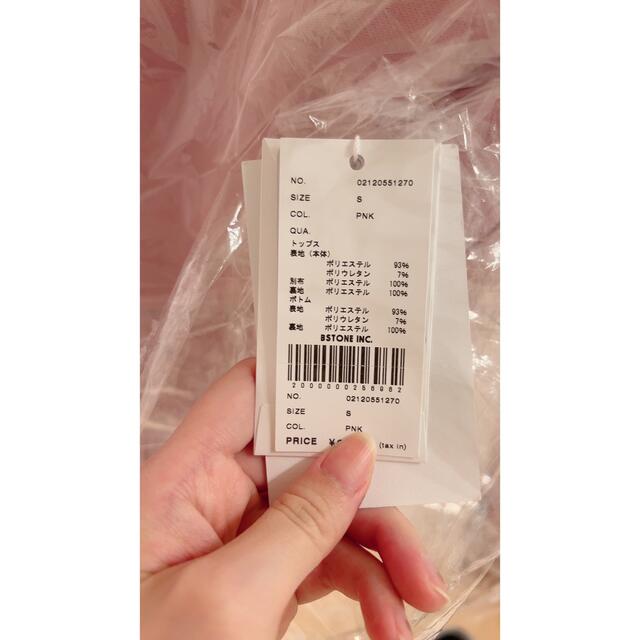 NO. 02120551270
SIZE S
COL. PNK
QUA.
トップス
表地(本体)
ポリエステル 93%
ポリウレタン 7%
別布 ポリエステル 100%
裏地 ポリエステル 100%
ボトム
表地 ポリエステル 93%
ポリウレタン 7%
裏地 ポリエステル 100%
BSTONE INC.
2000000256962
NO. 02120551270
SIZE S
COL. PNK
PRICE ¥ (tax in)